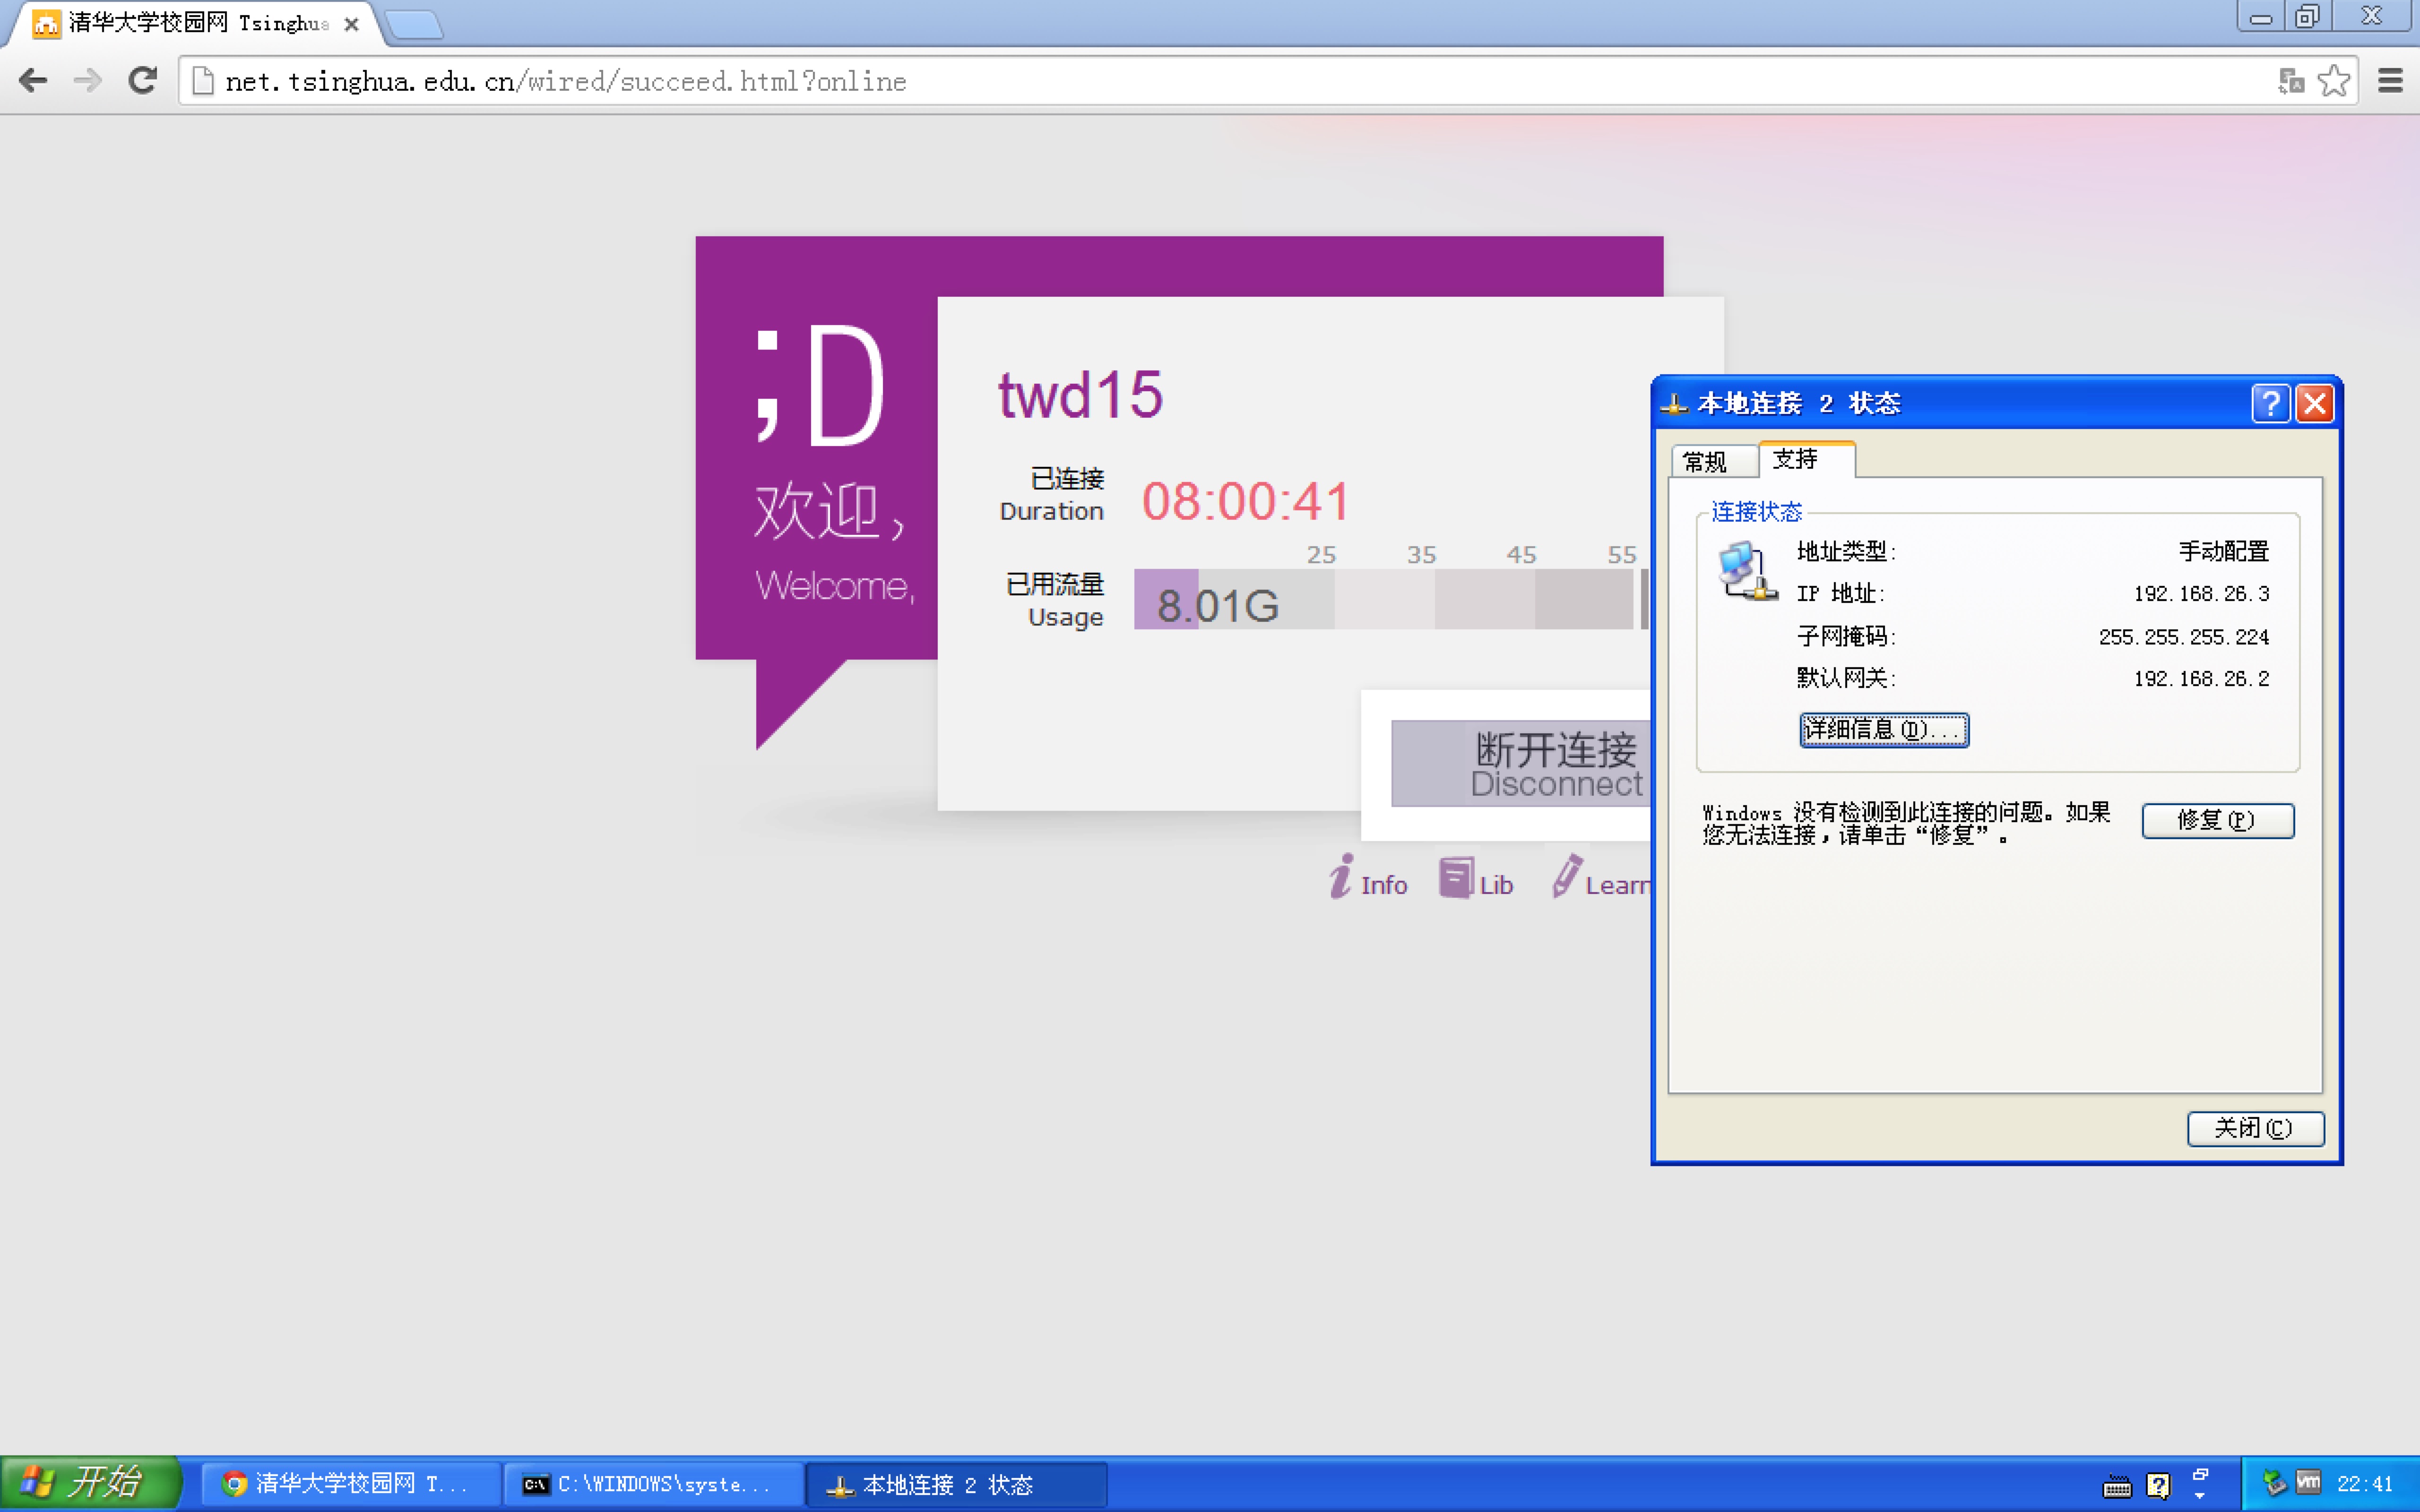 清华大学校园网 Tsinghua
net.tsinghua.edu.cn/wired/succeed.html?online
;D
欢迎，
Welcome,
twd15
已连接
Duration
08:00:41
25 35 45 55
已用流量
Usage
8.01G
断开连接
Disconnect
Info
Lib
Learn
本地连接 2 状态
常规
支持
连接状态
地址类型: 手动配置
IP 地址: 192.168.26.3
子网掩码: 255.255.255.224
默认网关: 192.168.26.2
详细信息(D)...
Windows 没有检测到此连接的问题。如果
您无法连接，请单击“修复”。
修复(P)
关闭(C)
开始
清华大学校园网 T...
C:\WINDOWS\syste...
本地连接 2 状态
22:41